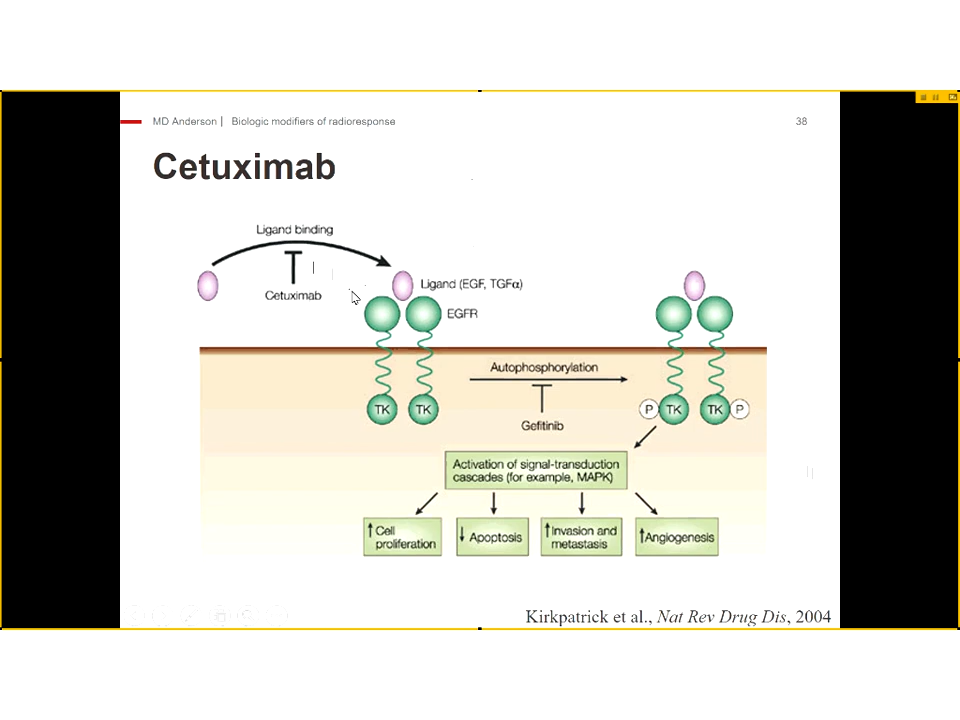 MD Anderson | Biologic modifiers of radioresponse
38
Cetuximab
Ligand binding
Cetuximab
Ligand (EGF, TGFα)
EGFR
Autophosphorylation
TK
TK
P
TK
TK
P
Gefitinib
Activation of signal-transduction
cascades (for example, MAPK)
↑ Cell
proliferation
↓ Apoptosis
↑ Invasion and
metastasis
↑ Angiogenesis
Kirkpatrick et al., Nat Rev Drug Dis, 2004